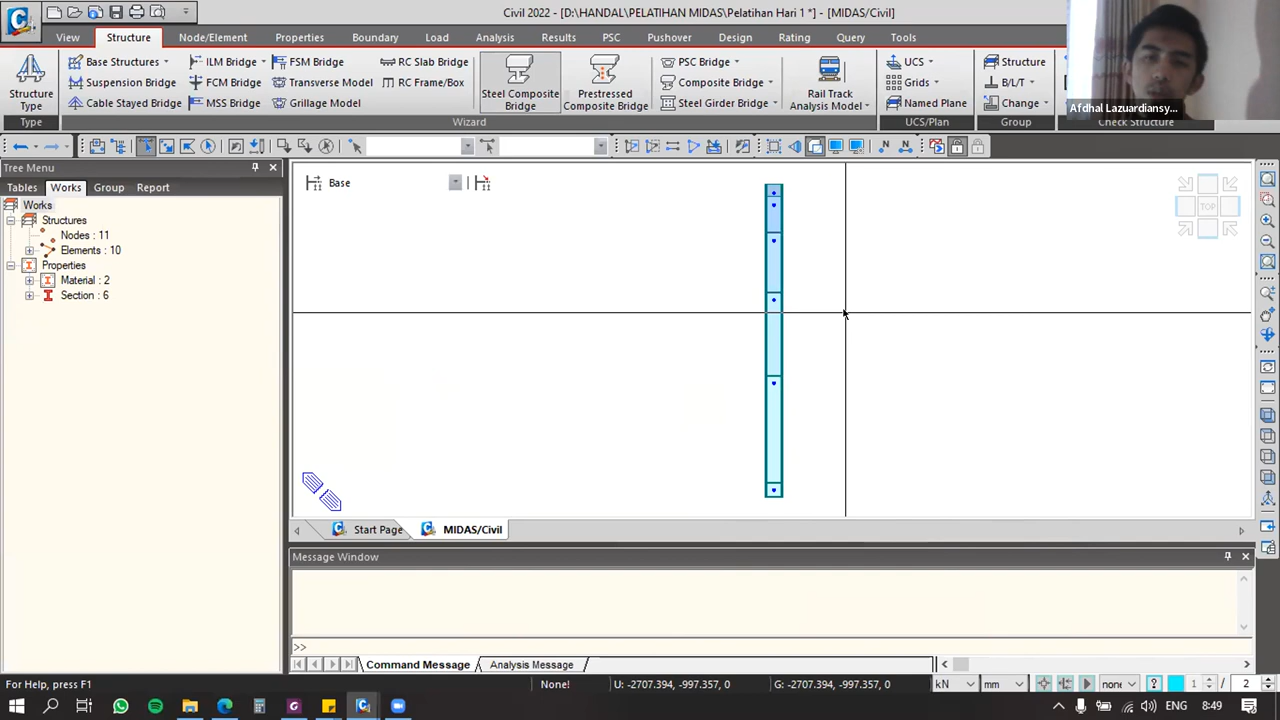 Civil 2022 - [D:\HANDAL\PELATIHAN MIDAS\Pelatihan Hari 1 *] - [MIDAS/Civil]
View Structure Node/Element Properties Boundary Load Analysis Results PSC Pushover Design Rating Query Tools
Structure Type
Base Structures
Suspension Bridge
Cable Stayed Bridge
ILM Bridge
FCM Bridge
MSS Bridge
FSM Bridge
Transverse Model
Grillage Model
RC Slab Bridge
RC Frame/Box
Steel Composite Bridge
Prestressed Composite Bridge
PSC Bridge
Composite Bridge
Steel Girder Bridge
Rail Track Analysis Model
UCS
Grids
Named Plane
Structure
B/L/T
Change
Afdhal Lazuardiansy...
Type Wizard UCS/Plan Group Check Structure
Tree Menu
Tables Works Group Report
Works
Structures
Nodes : 11
Elements : 10
Properties
Material : 2
Section : 6
Base
TOP
Start Page MIDAS/Civil
Message Window
>>
Command Message Analysis Message
For Help, press F1 None! U: -2707.394, -997.357, 0 G: -2707.394, -997.357, 0 kN mm none ? 1 / 2
ENG 8:49